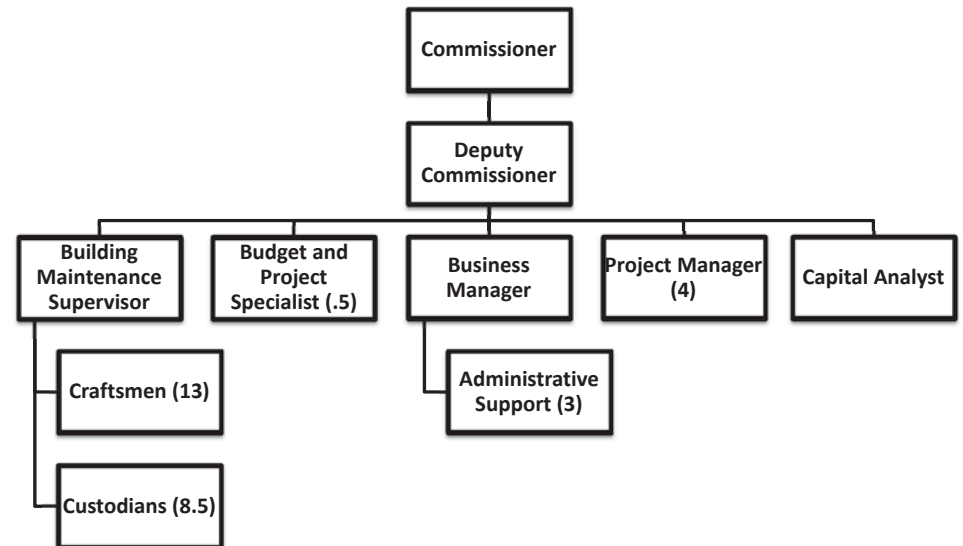 Commissioner
Deputy
Commissioner
Building
Maintenance
Supervisor
Budget and
Project
Specialist (.5)
Business
Manager
Project Manager
(4)
Capital Analyst
Craftsmen (13)
Administrative
Support (3)
Custodians (8.5)